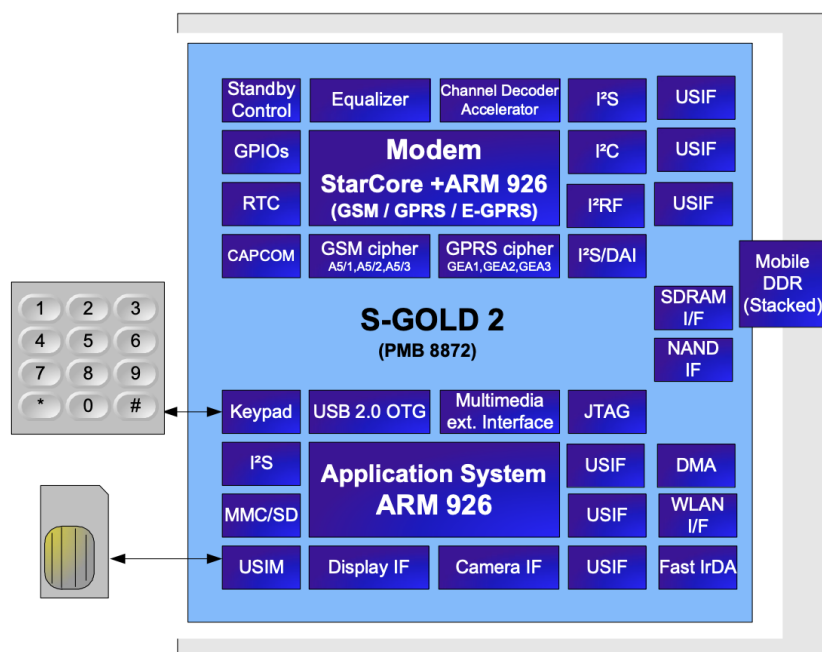 Standby
Control
Equalizer
Channel Decoder
Accelerator
I²S
USIF
GPIOs
Modem
StarCore +ARM 926
(GSM / GPRS / E-GPRS)
I²C
USIF
RTC
I²RF
USIF
CAPCOM
GSM cipher
A5/1,A5/2,A5/3
GPRS cipher
GEA1,GEA2,GEA3
I²S/DAI
Mobile
DDR
(Stacked)
SDRAM
I/F
S-GOLD 2
(PMB 8872)
NAND
IF
1 2 3
4 5 6
7 8 9
* 0 #
Keypad
USB 2.0 OTG
Multimedia
ext. Interface
JTAG
I²S
Application System
ARM 926
USIF
DMA
MMC/SD
USIF
WLAN
I/F
USIM
Display IF
Camera IF
USIF
Fast IrDA